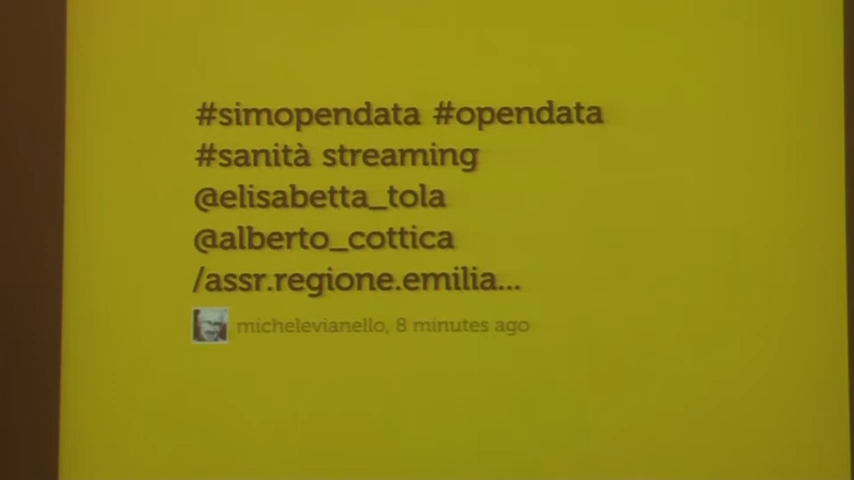 #simopendata #opendata
#sanità streaming
@elisabetta_tola
@alberto_cottica
/assr.regione.emilia...
michelevianello, 8 minutes ago